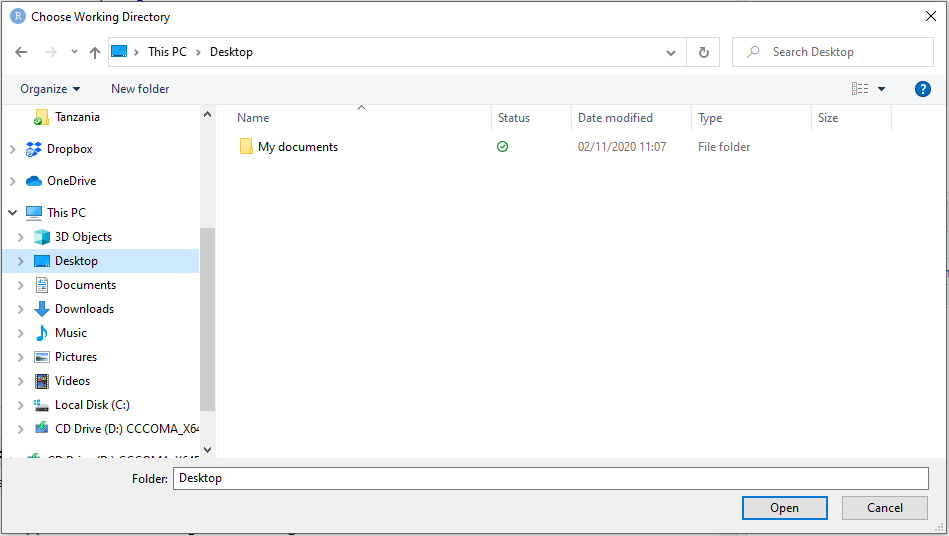 R Choose Working Directory
This PC > Desktop
Search Desktop
Organize
New folder
?
Name Status Date modified Type Size
My documents 02/11/2020 11:07 File folder
Tanzania
Dropbox
OneDrive
This PC
3D Objects
Desktop
Documents
Downloads
Music
Pictures
Videos
Local Disk (C:)
CD Drive (D:) CCCOMA_X64
Folder: Desktop
Open
Cancel